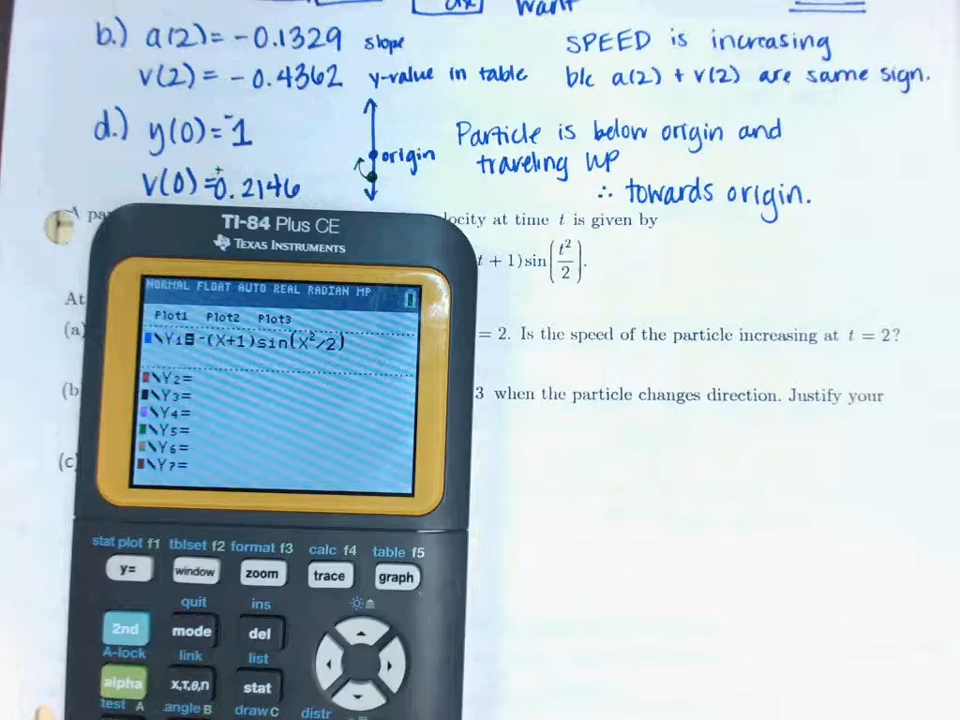 dx want
b.) a(2) = -0.1329 slope SPEED is increasing
v(2) = -0.4362 y-value in table b/c a(2) + v(2) are same sign.
d.) y(0) = -1 origin Particle is below origin and
traveling UP
v(0) = +0.2146 ∴ towards origin.
A pa locity at time t is given by
t + 1)sin(t²/2).
At
(a) = 2. Is the speed of the particle increasing at t = 2?
(b 3 when the particle changes direction. Justify your
(c)
TI-84 Plus CE
TEXAS INSTRUMENTS
NORMAL FLOAT AUTO REAL RADIAN MP
Plot1 Plot2 Plot3
\Y1=-(X+1)sin(X²/2)
\Y2=
\Y3=
\Y4=
\Y5=
\Y6=
\Y7=
stat plot f1 tblset f2 format f3 calc f4 table f5
y= window zoom trace graph
quit ins
2nd mode del
A-lock link list
alpha X,T,θ,n stat
test A angle B draw C distr